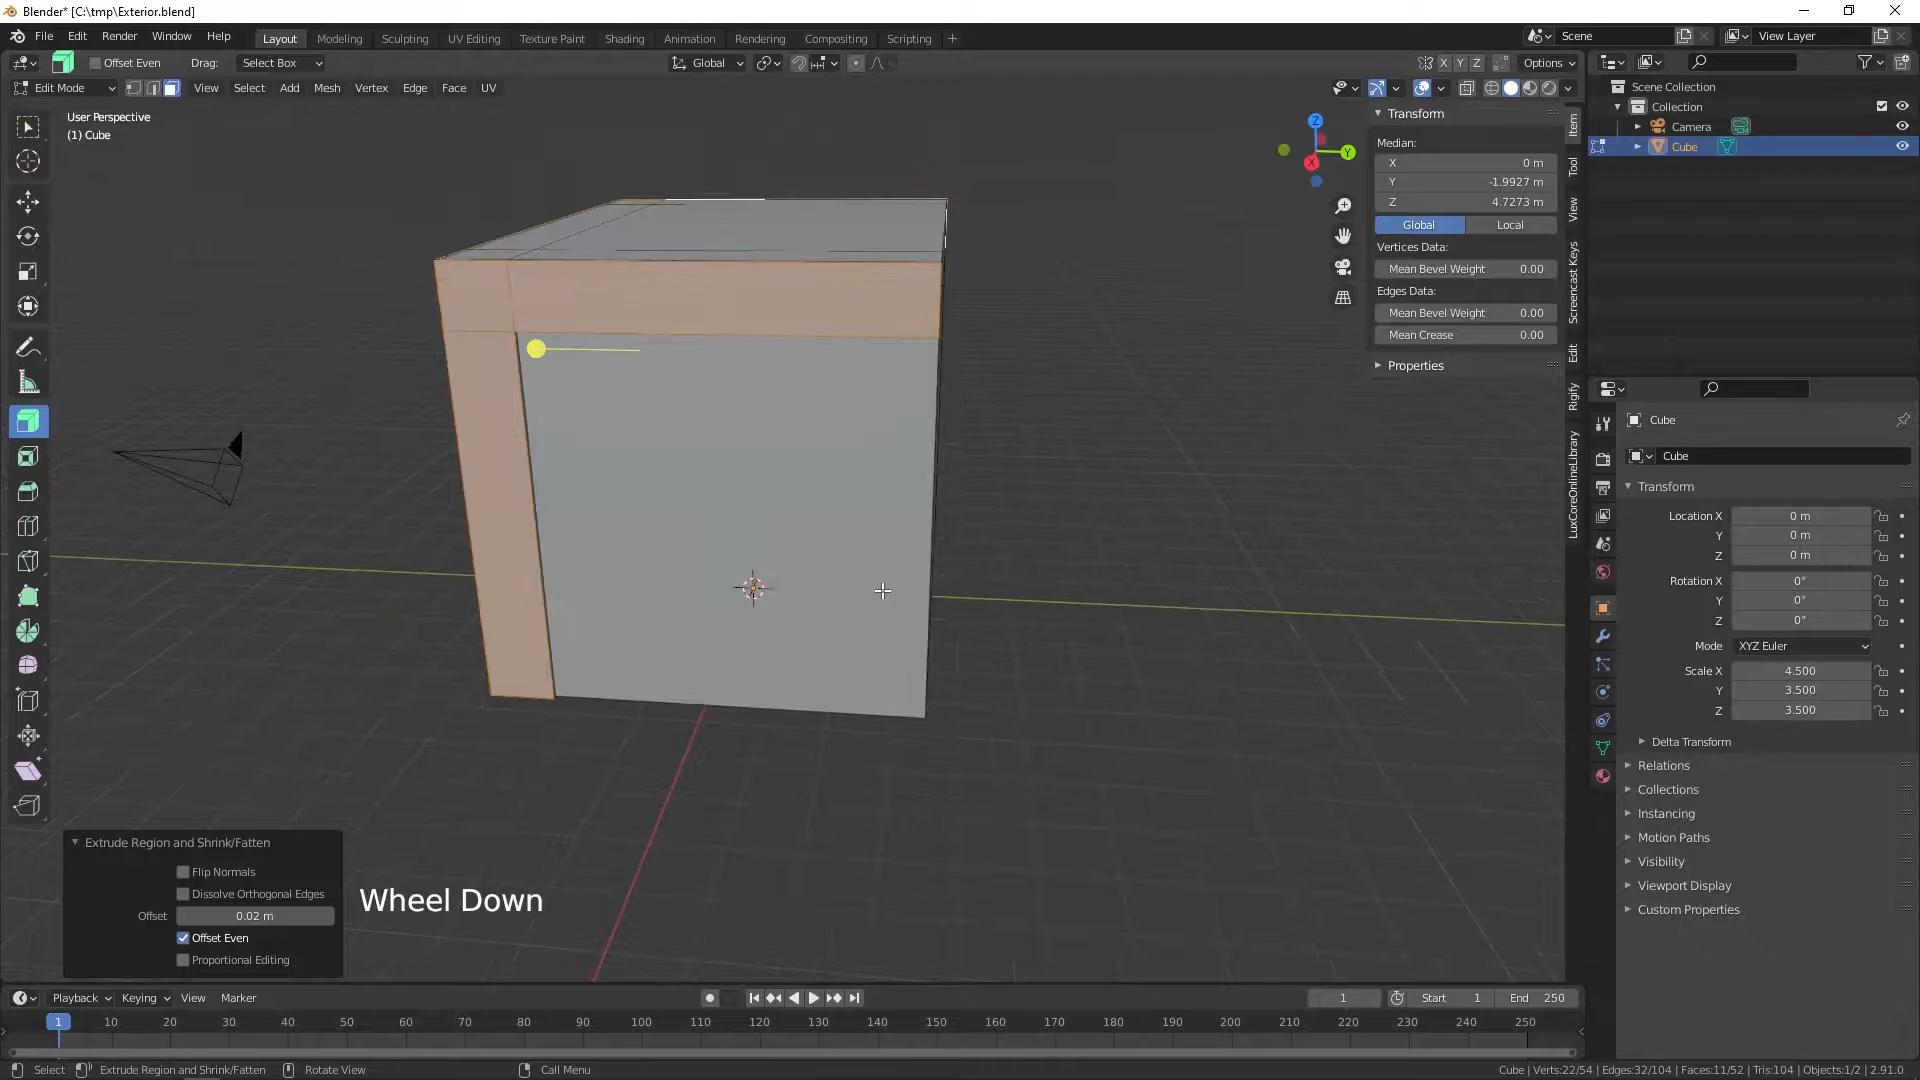 Blender* [C:\tmp\Exterior.blend]
File Edit Render Window Help
Layout Modeling Sculpting UV Editing Texture Paint Shading Animation Rendering Compositing Scripting +
Scene
View Layer
Offset Even Drag: Select Box
Global
X Y Z Options
Edit Mode View Select Add Mesh Vertex Edge Face UV
User Perspective
(1) Cube
Z
Y
X
Transform
Median:
X 0 m
Y -1.9927 m
Z 4.7273 m
Global Local
Vertices Data:
Mean Bevel Weight 0.00
Edges Data:
Mean Bevel Weight 0.00
Mean Crease 0.00
Properties
Item
Tool
View
Screencast Keys
Edit
Rigify
LuxCoreOnlineLibrary
Scene Collection
Collection
Camera
Cube
Cube
Cube
Transform
Location X 0 m
Y 0 m
Z 0 m
Rotation X 0°
Y 0°
Z 0°
Mode XYZ Euler
Scale X 4.500
Y 3.500
Z 3.500
Delta Transform
Relations
Collections
Instancing
Motion Paths
Visibility
Viewport Display
Custom Properties
Extrude Region and Shrink/Fatten
Flip Normals
Dissolve Orthogonal Edges
Offset 0.02 m
Offset Even
Proportional Editing
Wheel Down
Playback Keying View Marker
1 Start 1 End 250
1 10 20 30 40 50 60 70 80 90 100 110 120 130 140 150 160 170 180 190 200 210 220 230 240 250
Select Extrude Region and Shrink/Fatten Rotate View Call Menu
Cube | Verts:22/54 | Edges:32/104 | Faces:11/52 | Tris:104 | Objects:1/2 | 2.91.0